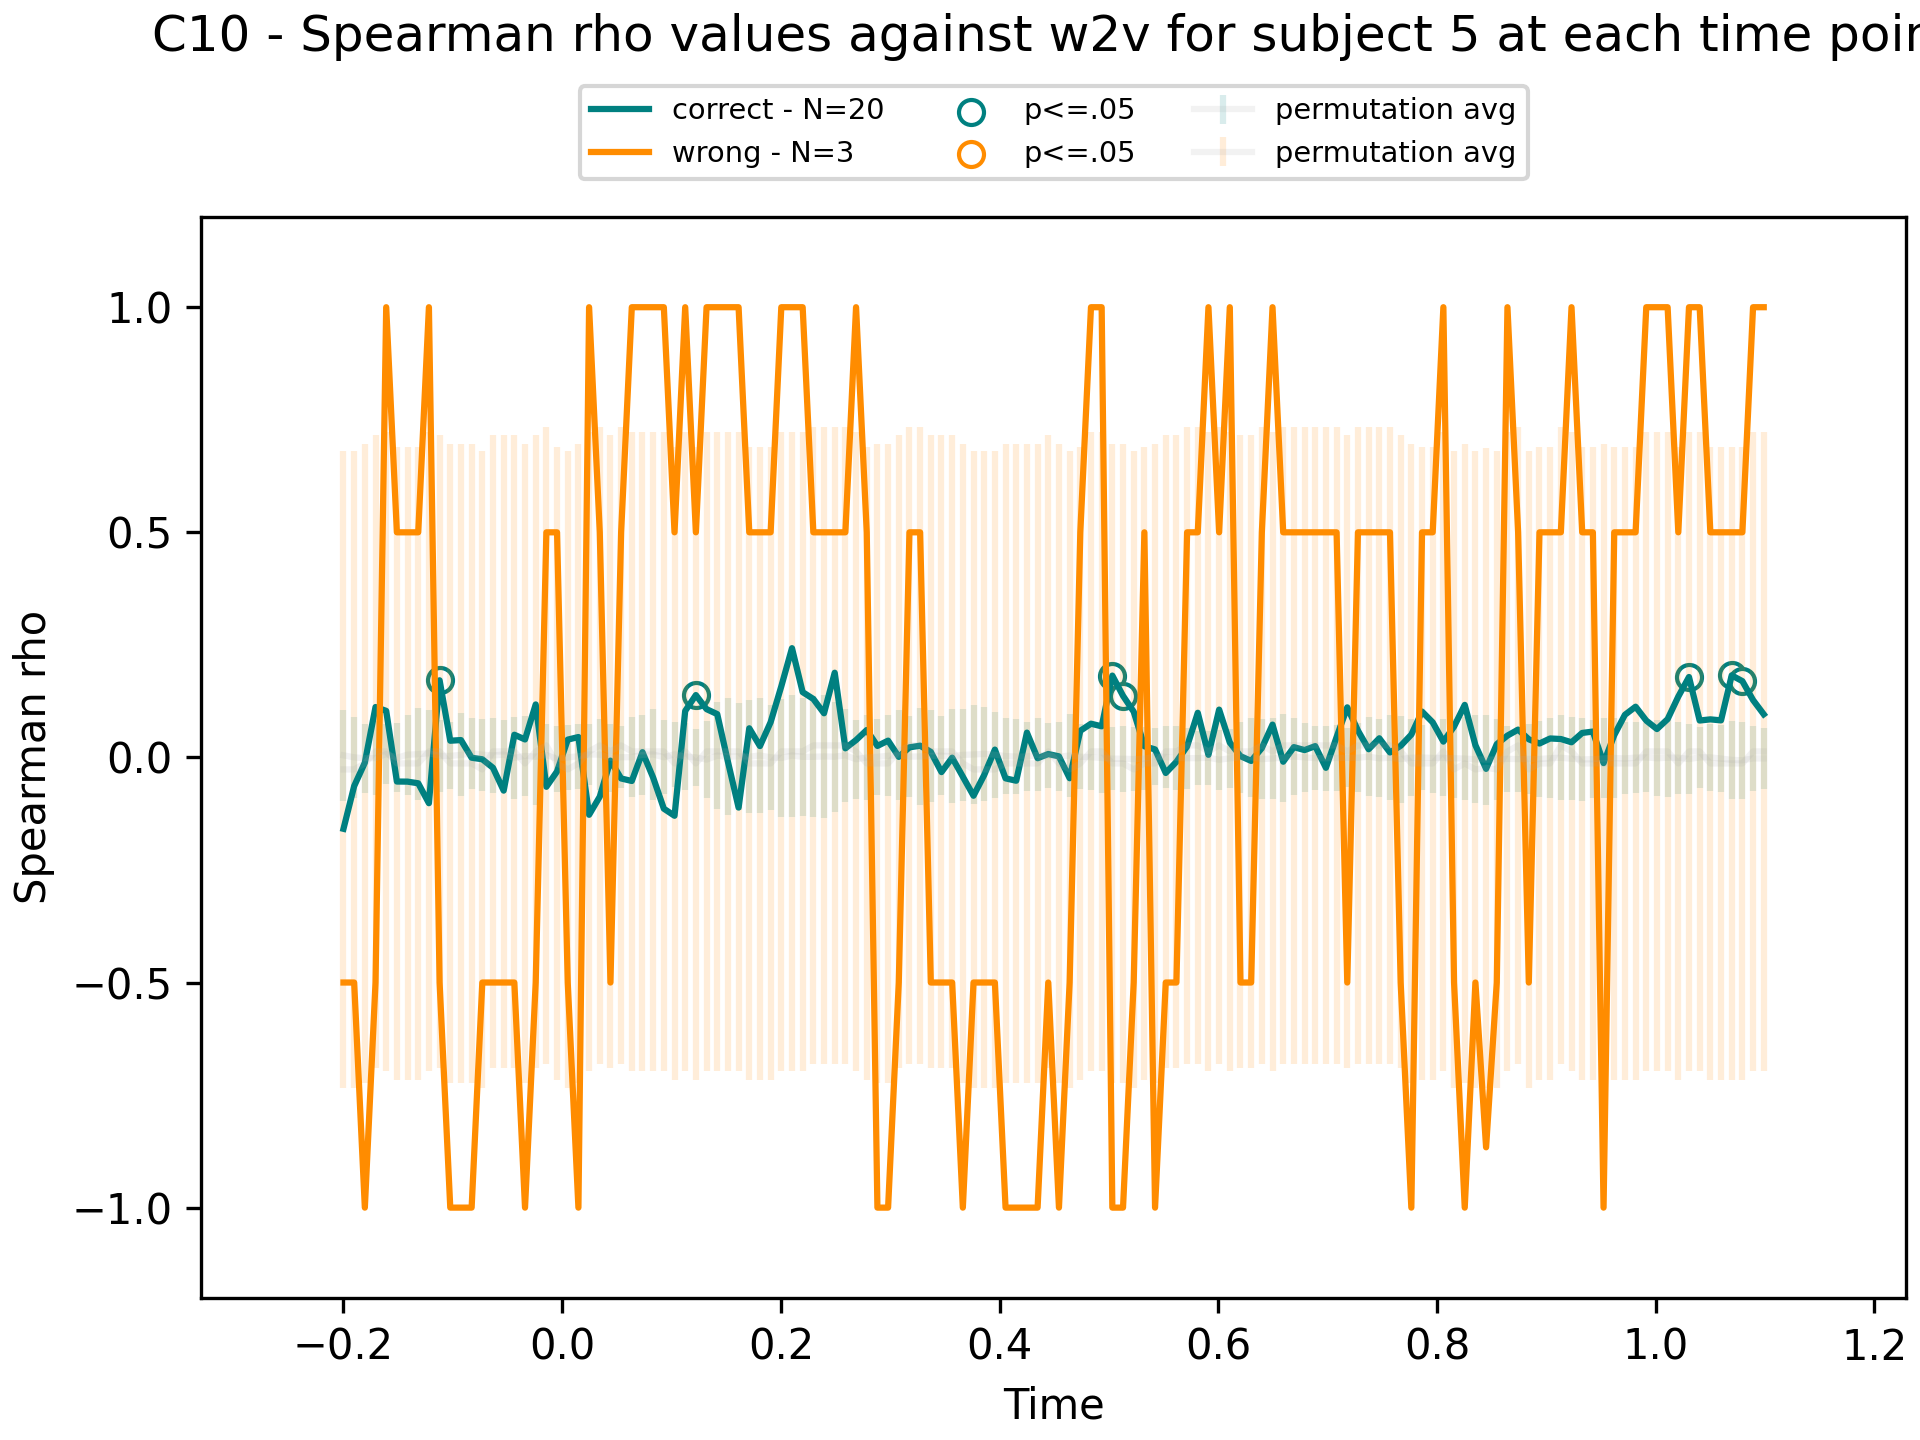 C10 - Spearman rho values against w2v for subject 5 at each time poin
correct - N=20
wrong - N=3
p<=.05
p<=.05
permutation avg
permutation avg
Spearman rho
1.0
0.5
0.0
−0.5
−1.0
−0.2
0.0
0.2
0.4
0.6
0.8
1.0
1.2
Time